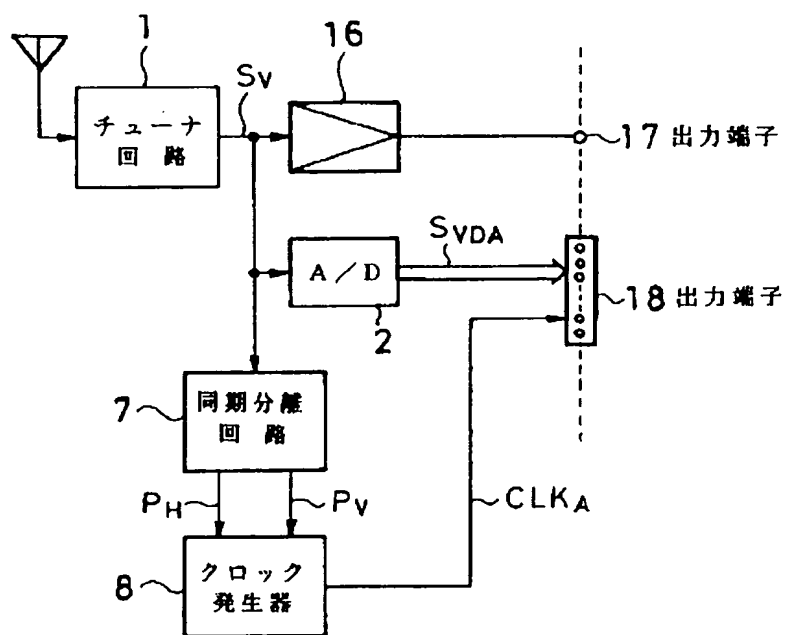 1
チューナ
回路
SV
16
17 出力端子
A/D
2
SVDA
18 出力端子
7
同期分離
回路
PH
PV
CLKA
8
クロック
発生器